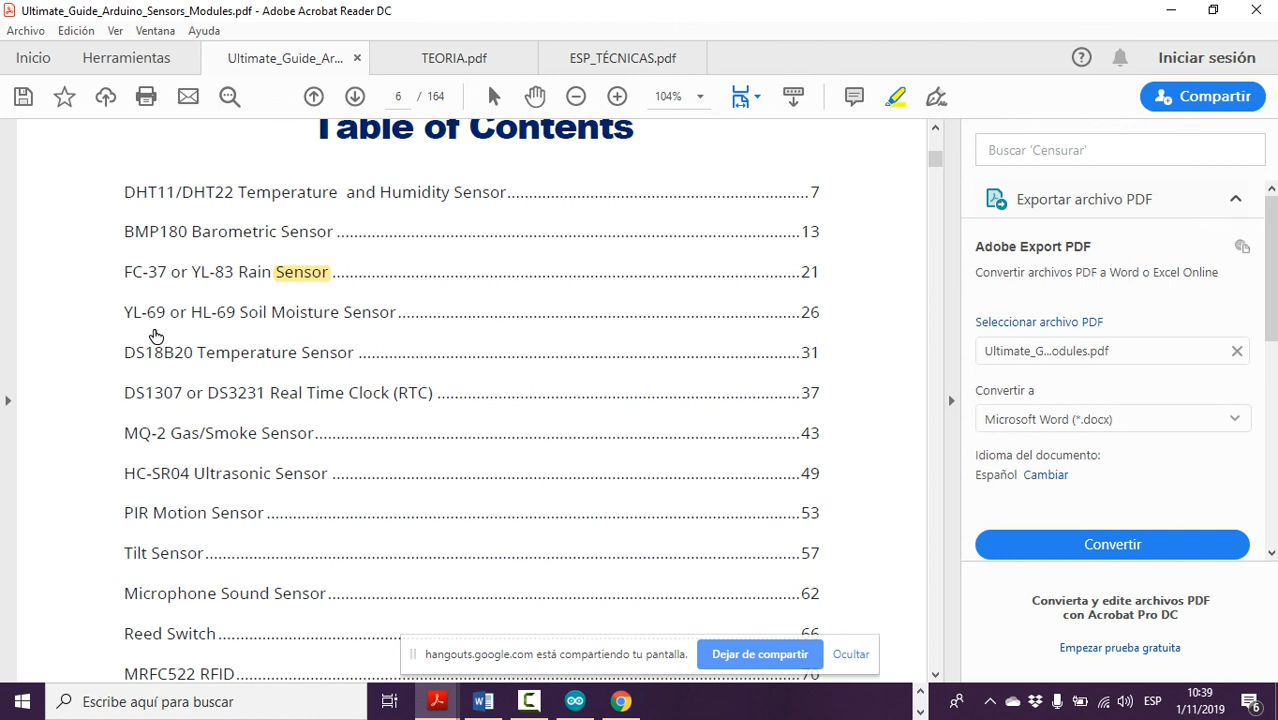 Ultimate_Guide_Arduino_Sensors_Modules.pdf - Adobe Acrobat Reader DC
Archivo Edición Ver Ventana Ayuda
Inicio Herramientas Ultimate_Guide_Ar... × TEORIA.pdf ESP_TÉCNICAS.pdf Iniciar sesión
6 / 164 104% Compartir
Table of Contents
DHT11/DHT22 Temperature and Humidity Sensor 7
BMP180 Barometric Sensor 13
FC-37 or YL-83 Rain Sensor 21
YL-69 or HL-69 Soil Moisture Sensor 26
DS18B20 Temperature Sensor 31
DS1307 or DS3231 Real Time Clock (RTC) 37
MQ-2 Gas/Smoke Sensor 43
HC-SR04 Ultrasonic Sensor 49
PIR Motion Sensor 53
Tilt Sensor 57
Microphone Sound Sensor 62
Reed Switch 66
MRFC522 RFID 70
hangouts.google.com está compartiendo tu pantalla. Dejar de compartir Ocultar
Buscar 'Censurar'
Exportar archivo PDF
Adobe Export PDF
Convertir archivos PDF a Word o Excel Online
Seleccionar archivo PDF
Ultimate_G...odules.pdf
Convertir a
Microsoft Word (*.docx)
Idioma del documento:
Español Cambiar
Convertir
Convierta y edite archivos PDF
con Acrobat Pro DC
Empezar prueba gratuita
Escribe aquí para buscar
ESP
10:39
1/11/2019
6